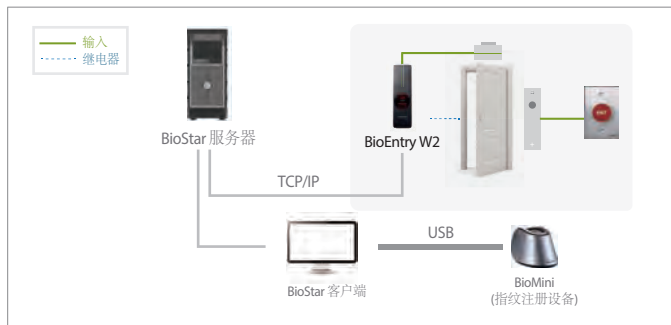 输入
继电器
BioStar 服务器
BioEntry W2
EXIT
TCP/IP
USB
BioStar 客户端
BioMini
(指纹注册设备)